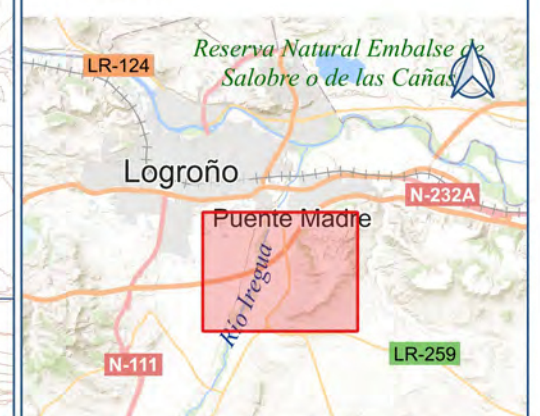 Reserva Natural Embalse de
Salobre o de las Cañas
LR-124
Logroño
N-232A
Puente Madre
Río Iregua
LR-259
N-111